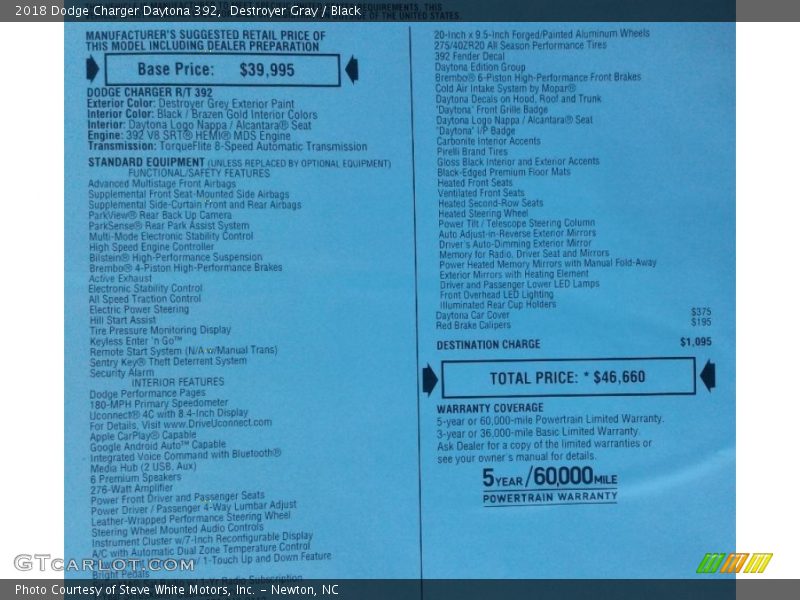 2018 Dodge Charger Daytona 392, , Destroyer Gray / Black
REQUIREMENTS, THIS
OF THE UNITED STATES.
MANUFACTURER'S SUGGESTED RETAIL PRICE OF
THIS MODEL INCLUDING DEALER PREPARATION
Base Price: $39,995
DODGE CHARGER R/T 392
Exterior Color: Destroyer Grey Exterior Paint
Interior Color: Black / Brazen Gold Interior Colors
Interior: Daytona Logo Nappa / Alcantara® Seat
Engine: 392 V8 SRT® HEMI® MDS Engine
Transmission: TorqueFlite 8-Speed Automatic Transmission
STANDARD EQUIPMENT (UNLESS REPLACED BY OPTIONAL EQUIPMENT)
FUNCTIONAL/SAFETY FEATURES
Advanced Multistage Front Airbags
Supplemental Front Seat-Mounted Side Airbags
Supplemental Side-Curtain Front and Rear Airbags
ParkView® Rear Back Up Camera
ParkSense® Rear Park Assist System
Multi-Mode Electronic Stability Control
High Speed Engine Controller
Bilstein® High-Performance Suspension
Brembo® 4-Piston High-Performance Brakes
Active Exhaust
Electronic Stability Control
All Speed Traction Control
Electric Power Steering
Hill Start Assist
Tire Pressure Monitoring Display
Keyless Enter 'n Go™
Remote Start System (N/A w/Manual Trans)
Sentry Key® Theft Deterrent System
Security Alarm
INTERIOR FEATURES
Dodge Performance Pages
180-MPH Primary Speedometer
Uconnect® 4C with 8.4-Inch Display
For Details, Visit www.DriveUconnect.com
Apple CarPlay® Capable
Google Android Auto™ Capable
Integrated Voice Command with Bluetooth®
Media Hub (2 USB, Aux)
6 Premium Speakers
276-Watt Amplifier
Power Front Driver and Passenger Seats
Power Driver / Passenger 4-Way Lumbar Adjust
Leather-Wrapped Performance Steering Wheel
Steering Wheel Mounted Audio Controls
Instrument Cluster w/7-Inch Reconfigurable Display
A/C with Automatic Dual Zone Temperature Control
w/ 1-Touch Up and Down Feature
Bright Pedals
Radio Subscription
20-Inch x 9.5-Inch Forged/Painted Aluminum Wheels
275/40ZR20 All Season Performance Tires
392 Fender Decal
Daytona Edition Group
Brembo® 6-Piston High-Performance Front Brakes
Cold Air Intake System by Mopar®
Daytona Decals on Hood, Roof and Trunk
"Daytona" Front Grille Badge
Daytona Logo Nappa / Alcantara® Seat
"Daytona" I/P Badge
Carbonite Interior Accents
Pirelli Brand Tires
Gloss Black Interior and Exterior Accents
Black-Edged Premium Floor Mats
Heated Front Seats
Ventilated Front Seats
Heated Second-Row Seats
Heated Steering Wheel
Power Tilt / Telescope Steering Column
Auto Adjust-in-Reverse Exterior Mirrors
Driver's Auto-Dimming Exterior Mirror
Memory for Radio, Driver Seat and Mirrors
Power Heated Memory Mirrors with Manual Fold-Away
Exterior Mirrors with Heating Element
Driver and Passenger Lower LED Lamps
Front Overhead LED Lighting
Illuminated Rear Cup Holders
Daytona Car Cover $375
Red Brake Calipers $195
DESTINATION CHARGE $1,095
TOTAL PRICE: * $46,660
WARRANTY COVERAGE
5-year or 60,000-mile Powertrain Limited Warranty.
3-year or 36,000-mile Basic Limited Warranty.
Ask Dealer for a copy of the limited warranties or
see your owner's manual for details.
5YEAR/60,000MILE
POWERTRAIN WARRANTY
GTCarLot.com
Photo Courtesy of Steve White Motors, Inc. – Newton, NC